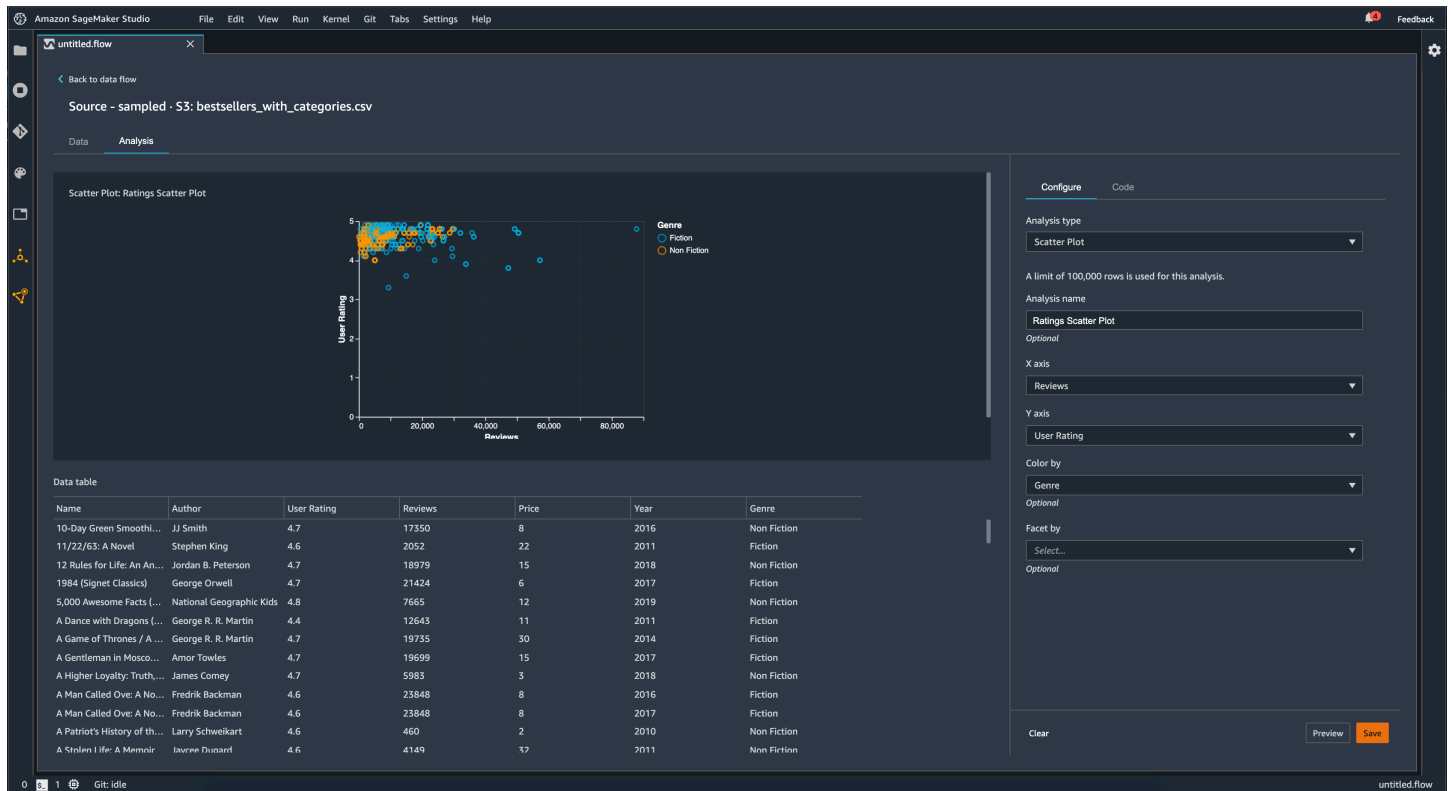 Amazon SageMaker Studio File Edit View Run Kernel Git Tabs Settings Help 4 Feedback
untitled.flow
Back to data flow
Source - sampled · S3: bestsellers_with_categories.csv
Data Analysis
Scatter Plot: Ratings Scatter Plot
5
4
3
2
1
0
User Rating
0 20,000 40,000 60,000 80,000
Reviews
Genre
Fiction
Non Fiction
Data table
Name Author User Rating Reviews Price Year Genre
10-Day Green Smoothi... JJ Smith 4.7 17350 8 2016 Non Fiction
11/22/63: A Novel Stephen King 4.6 2052 22 2011 Fiction
12 Rules for Life: An An... Jordan B. Peterson 4.7 18979 15 2018 Non Fiction
1984 (Signet Classics) George Orwell 4.7 21424 6 2017 Fiction
5,000 Awesome Facts (... National Geographic Kids 4.8 7665 12 2019 Non Fiction
A Dance with Dragons (... George R. R. Martin 4.4 12643 11 2011 Fiction
A Game of Thrones / A ... George R. R. Martin 4.7 19735 30 2014 Fiction
A Gentleman in Mosco... Amor Towles 4.7 19699 15 2017 Fiction
A Higher Loyalty: Truth,... James Comey 4.7 5983 3 2018 Non Fiction
A Man Called Ove: A No... Fredrik Backman 4.6 23848 8 2016 Fiction
A Man Called Ove: A No... Fredrik Backman 4.6 23848 8 2017 Fiction
A Patriot's History of th... Larry Schweikart 4.6 460 2 2010 Non Fiction
A Stolen Life: A Memoir Jaycee Dugard 4.6 4149 32 2011 Non Fiction
Configure Code
Analysis type
Scatter Plot
A limit of 100,000 rows is used for this analysis.
Analysis name
Ratings Scatter Plot
Optional
X axis
Reviews
Y axis
User Rating
Color by
Genre
Optional
Facet by
Select...
Optional
Clear Preview Save
0 $_ 1 Git: idle untitled.flow